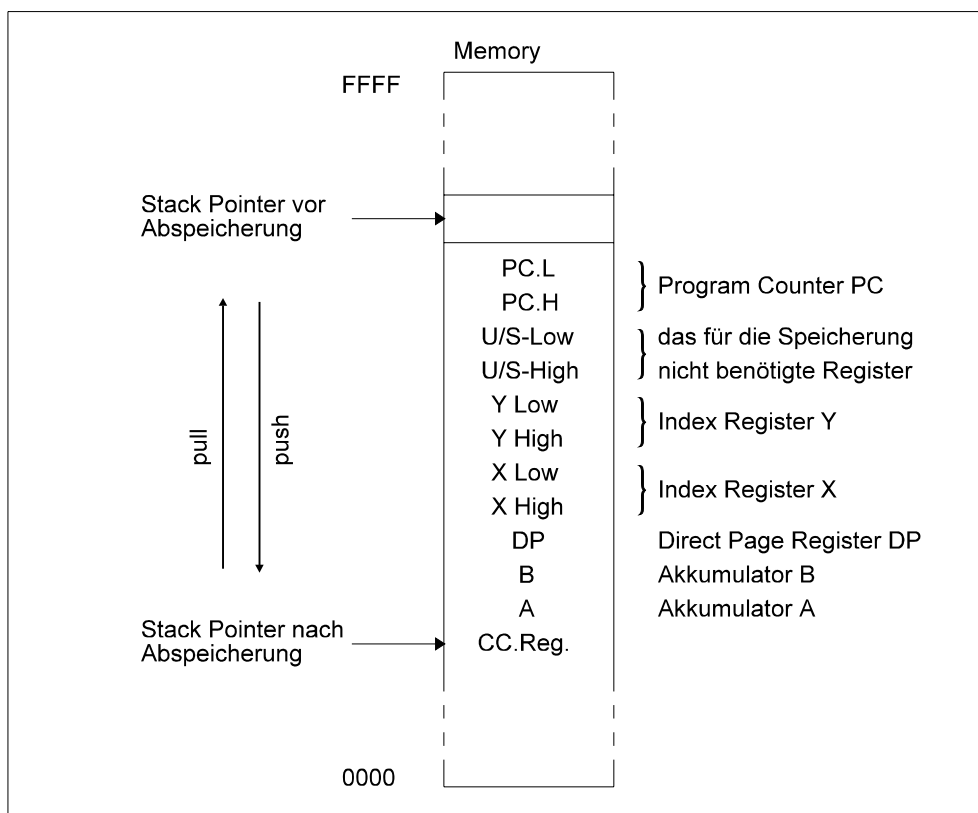 Memory
FFFF
Stack Pointer vor
Abspeicherung
PC.L
PC.H
} Program Counter PC
U/S-Low
U/S-High
} das für die Speicherung
nicht benötigte Register
Y Low
Y High
} Index Register Y
X Low
X High
} Index Register X
pull
push
DP
Direct Page Register DP
B
Akkumulator B
A
Akkumulator A
Stack Pointer nach
Abspeicherung
CC.Reg.
0000